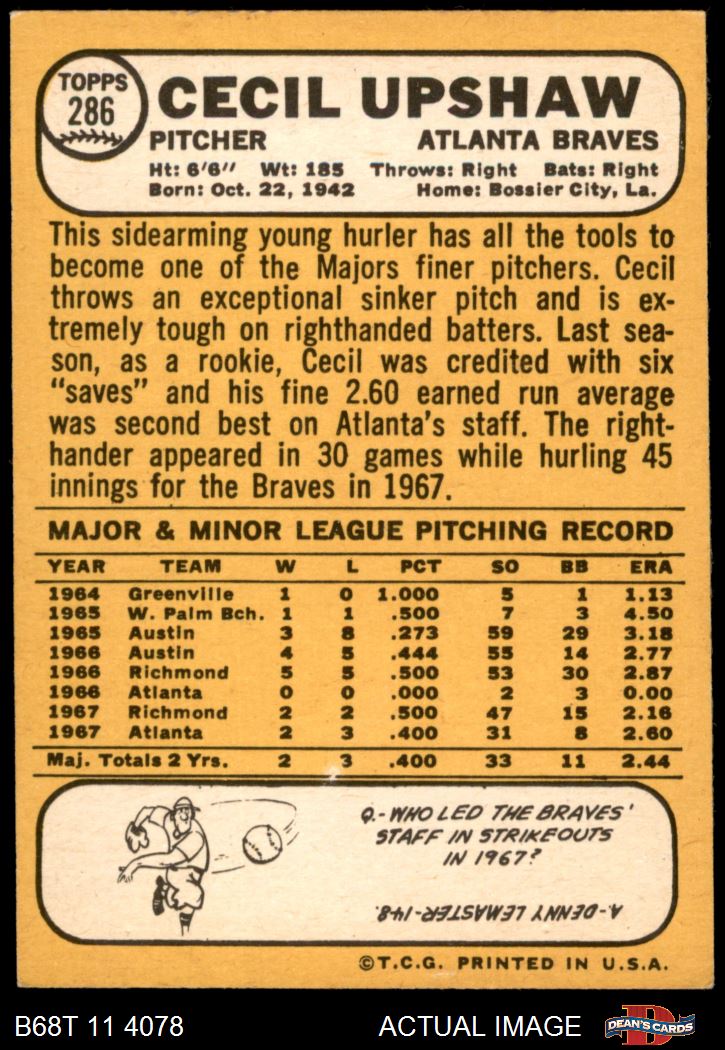 TOPPS
286
CECIL UPSHAW
PITCHER ATLANTA BRAVES
Ht: 6'6" Wt: 185 Throws: Right Bats: Right
Born: Oct. 22, 1942 Home: Bossier City, La.
This sidearming young hurler has all the tools to
become one of the Majors finer pitchers. Cecil
throws an exceptional sinker pitch and is ex-
tremely tough on righthanded batters. Last sea-
son, as a rookie, Cecil was credited with six
"saves" and his fine 2.60 earned run average
was second best on Atlanta's staff. The right-
hander appeared in 30 games while hurling 45
innings for the Braves in 1967.
MAJOR & MINOR LEAGUE PITCHING RECORD
YEAR TEAM W L PCT SO BB ERA
1964 Greenville 1 0 1.000 5 1 1.13
1965 W. Palm Bch. 1 1 .500 7 3 4.50
1965 Austin 3 8 .273 59 29 3.18
1966 Austin 4 5 .444 55 14 2.77
1966 Richmond 5 5 .500 53 30 2.87
1966 Atlanta 0 0 .000 2 3 0.00
1967 Richmond 2 2 .500 47 15 2.16
1967 Atlanta 2 3 .400 31 8 2.60
Maj. Totals 2 Yrs. 2 3 .400 33 11 2.44
Q.-WHO LED THE BRAVES'
STAFF IN STRIKEOUTS
IN 1967?
A-DENNY LEMASTER-148.
©T.C.G. PRINTED IN U.S.A.
B68T 11 4078 ACTUAL IMAGE D
DEAN'S CARDS